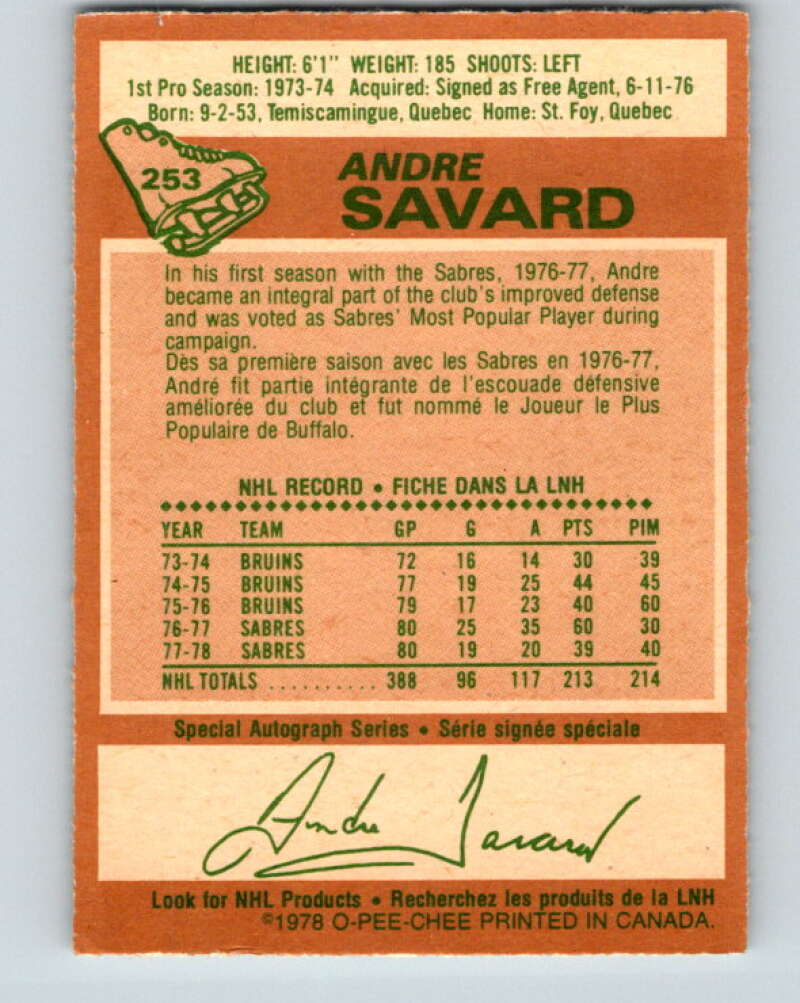 HEIGHT: 6'1" WEIGHT: 185 SHOOTS: LEFT
1st Pro Season: 1973-74 Acquired: Signed as Free Agent, 6-11-76
Born: 9-2-53, Temiscamingue, Quebec Home: St. Foy, Quebec
253
ANDRE
SAVARD
In his first season with the Sabres, 1976-77, Andre
became an integral part of the club's improved defense
and was voted as Sabres' Most Popular Player during
campaign.
Dès sa première saison avec les Sabres en 1976-77,
André fit partie intégrante de l'escouade défensive
améliorée du club et fut nommé le Joueur le Plus
Populaire de Buffalo.
NHL RECORD • FICHE DANS LA LNH
YEAR TEAM GP G A PTS PIM
73-74 BRUINS 72 16 14 30 39
74-75 BRUINS 77 19 25 44 45
75-76 BRUINS 79 17 23 40 60
76-77 SABRES 80 25 35 60 30
77-78 SABRES 80 19 20 39 40
NHL TOTALS .......... 388 96 117 213 214
Special Autograph Series • Série signée spéciale
Andre Savard
Look for NHL Products • Recherchez les produits de la LNH
©1978 O-PEE-CHEE PRINTED IN CANADA.